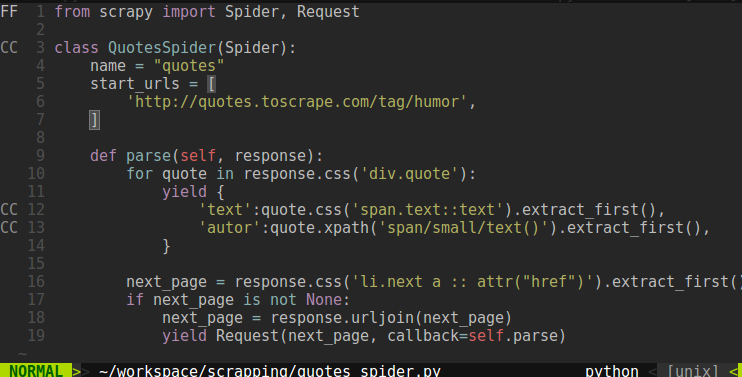 FF 1 from scrapy import Spider, Request
2
CC 3 class QuotesSpider(Spider):
4     name = "quotes"
5     start_urls = [
6         'http://quotes.toscrape.com/tag/humor',
7     ]
8
9     def parse(self, response):
10         for quote in response.css('div.quote'):
11             yield {
CC 12                 'text':quote.css('span.text::text').extract_first(),
CC 13                 'autor':quote.xpath('span/small/text()').extract_first(),
14             }
15
16         next_page = response.css('li.next a :: attr("href")').extract_first()
17         if next_page is not None:
18             next_page = response.urljoin(next_page)
19             yield Request(next_page, callback=self.parse)
~
NORMAL >> ~/workspace/scrapping/quotes_spider.py python < [unix] <